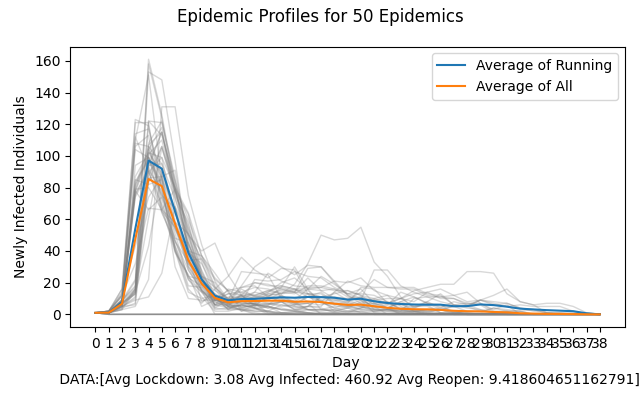 Epidemic Profiles for 50 Epidemics
160
140
120
100
80
60
40
20
0
Newly Infected Individuals
Average of Running
Average of All
0 1 2 3 4 5 6 7 8 9 10 11 12 13 14 15 16 17 18 19 20 21 22 23 24 25 26 27 28 29 30 31 32 33 34 35 36 37 38
Day
DATA:[Avg Lockdown: 3.08 Avg Infected: 460.92 Avg Reopen: 9.418604651162791]